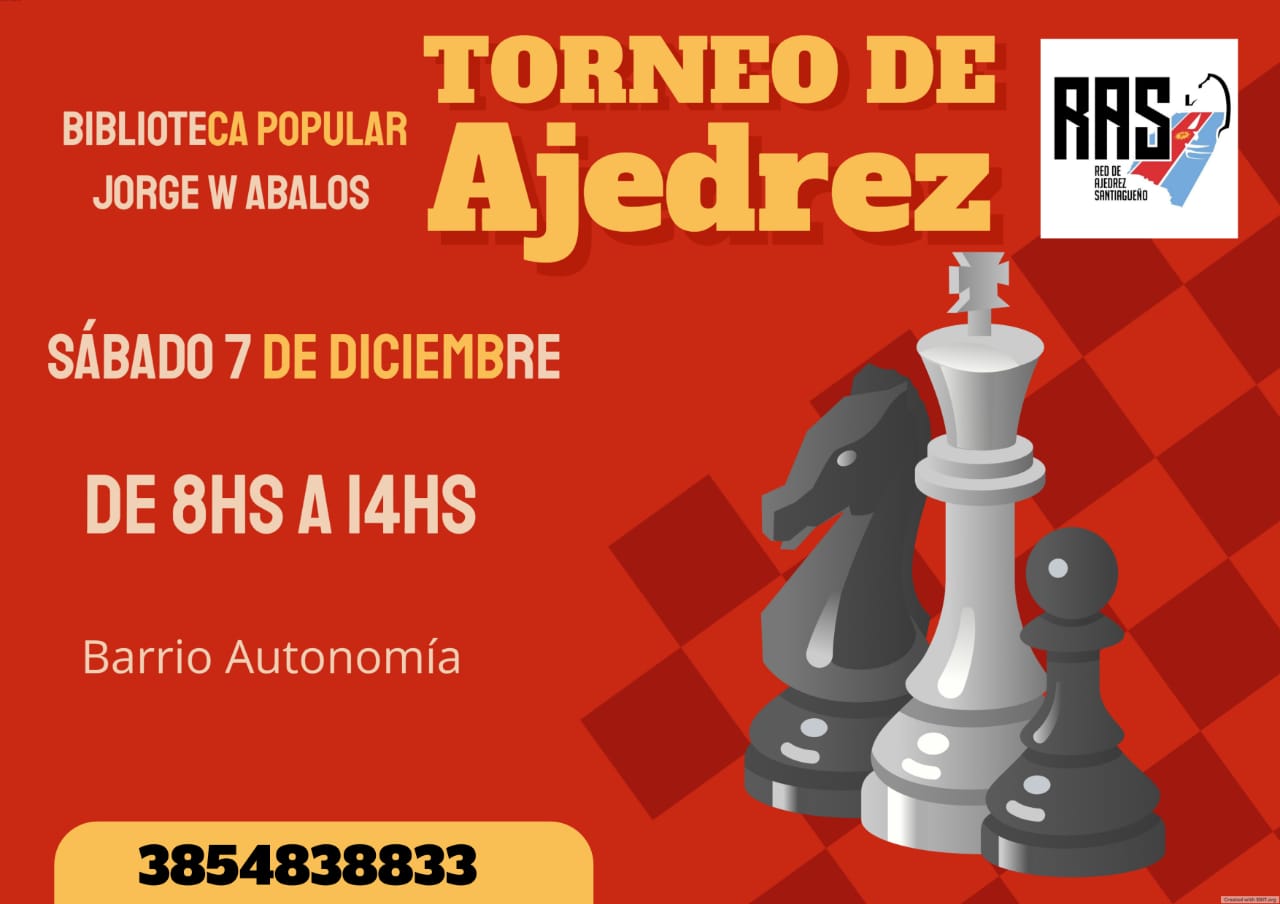 TORNEO DE
Ajedrez
BIBLIOTECA POPULAR
JORGE W ABALOS
RAS
RED DE
AJEDREZ
SANTIAGUEÑO
SÁBADO 7 DE DICIEMBRE
DE 8HS A 14HS
Barrio Autonomía
3854838833